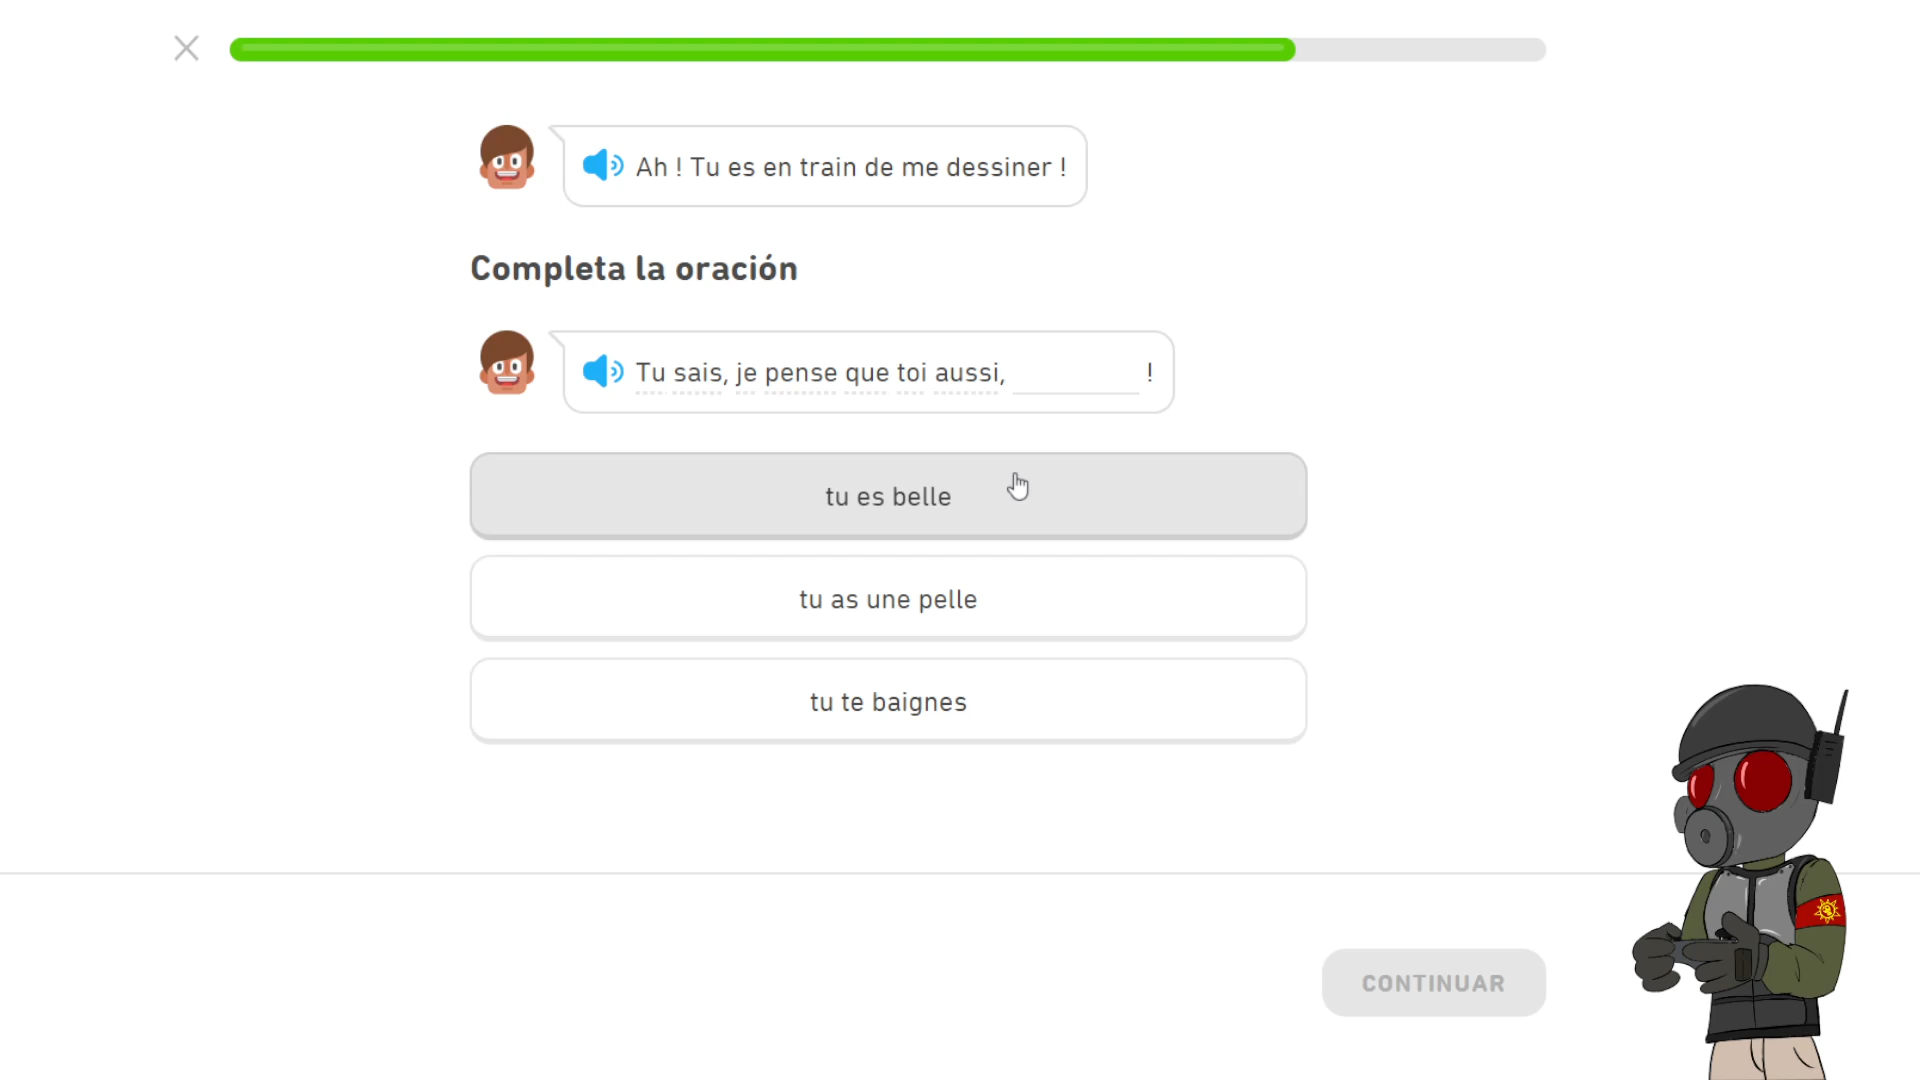 Ah ! Tu es en train de me dessiner !
Completa la oración
Tu sais, je pense que toi aussi, !
tu es belle
tu as une pelle
tu te baignes
CONTINUAR